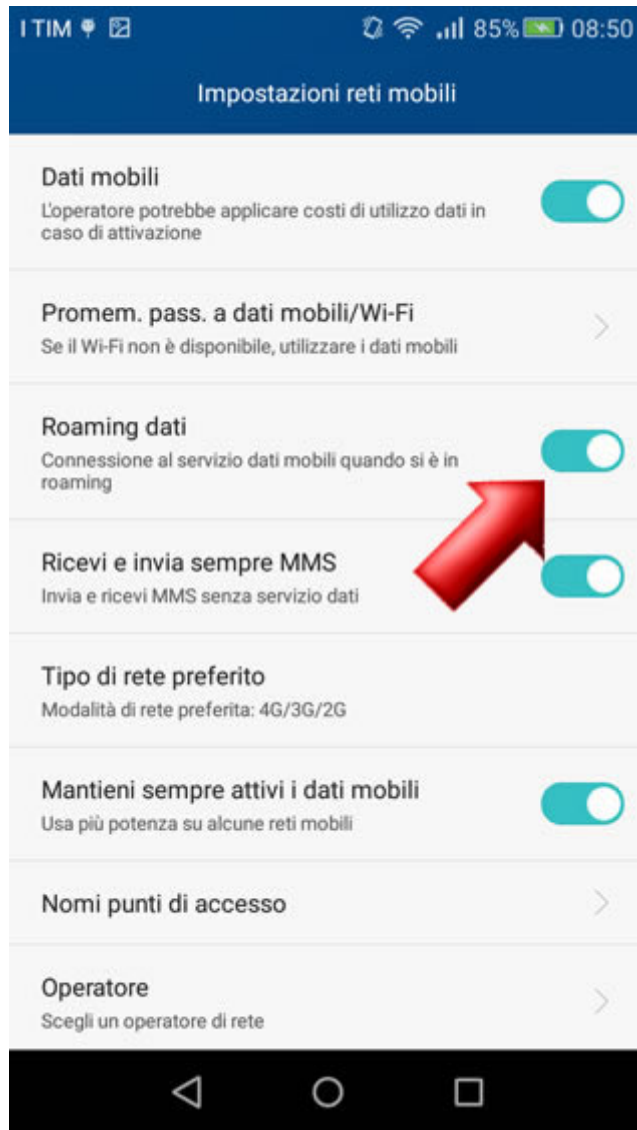 I TIM 85% 08:50
Impostazioni reti mobili
Dati mobili
L'operatore potrebbe applicare costi di utilizzo dati in
caso di attivazione
Promem. pass. a dati mobili/Wi-Fi
Se il Wi-Fi non è disponibile, utilizzare i dati mobili
Roaming dati
Connessione al servizio dati mobili quando si è in
roaming
Ricevi e invia sempre MMS
Invia e ricevi MMS senza servizio dati
Tipo di rete preferito
Modalità di rete preferita: 4G/3G/2G
Mantieni sempre attivi i dati mobili
Usa più potenza su alcune reti mobili
Nomi punti di accesso
Operatore
Scegli un operatore di rete